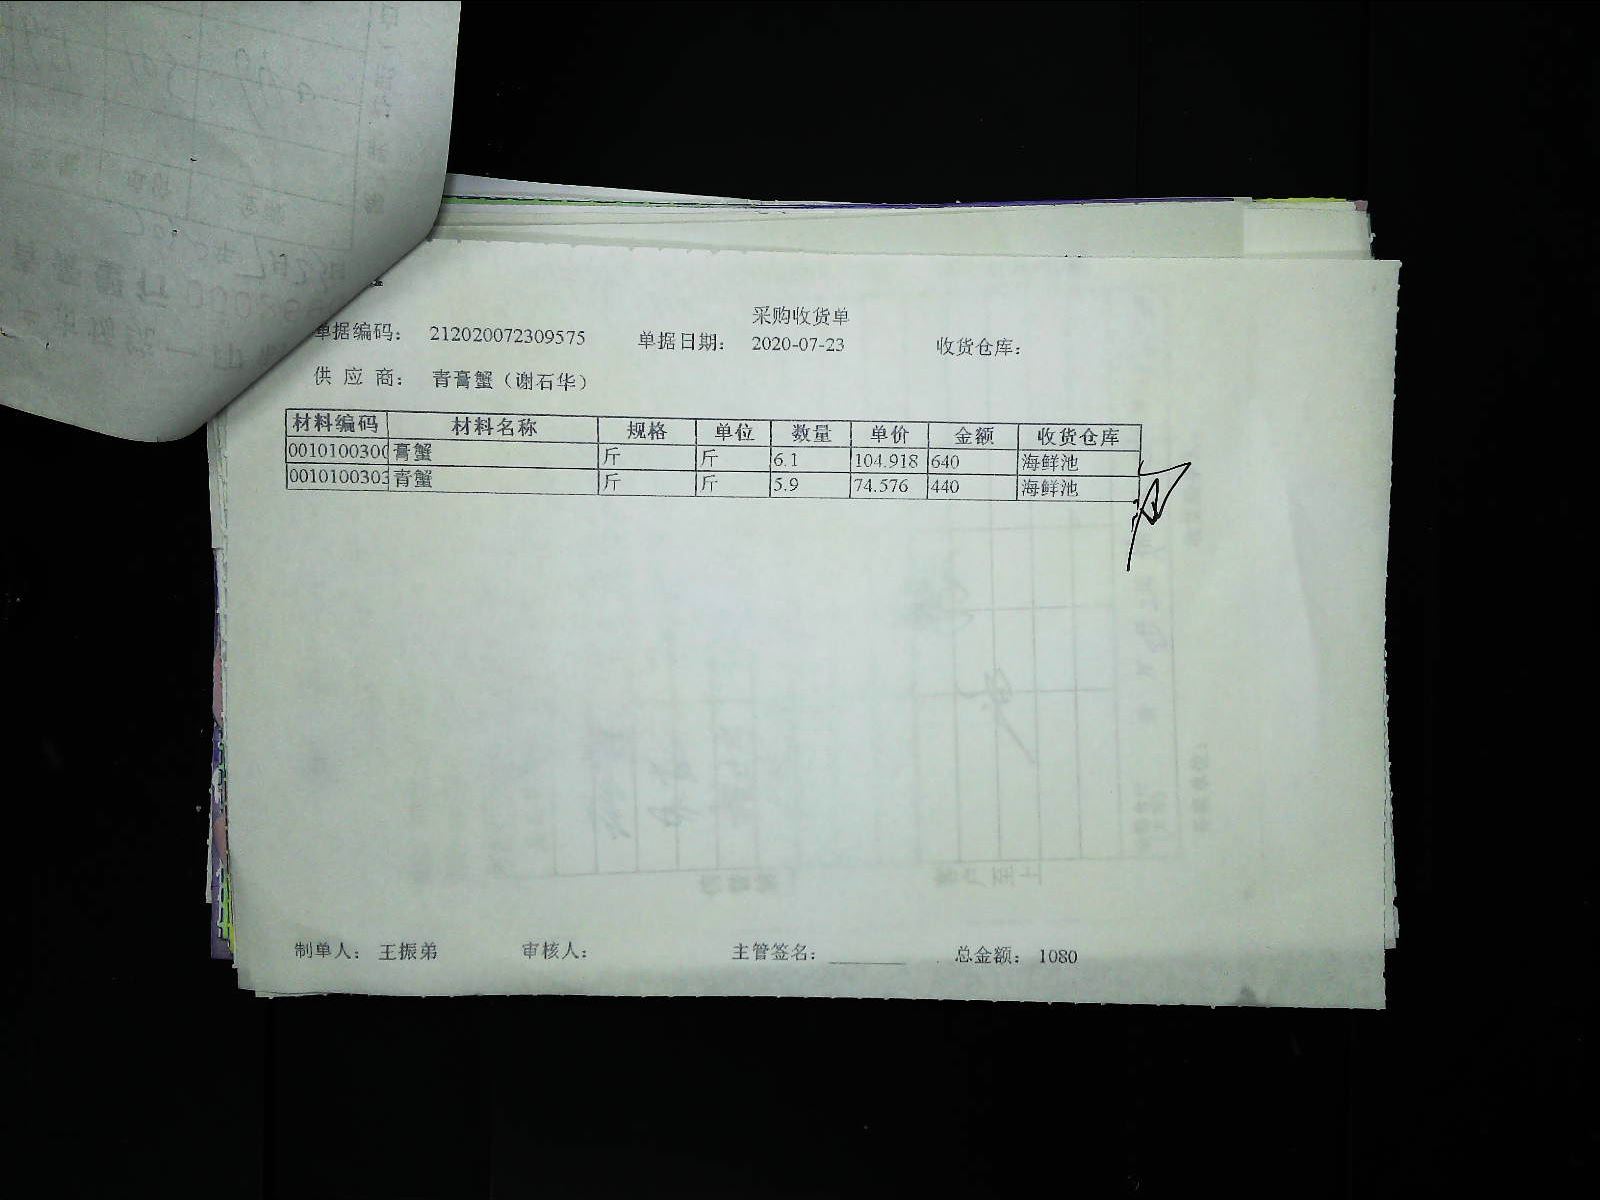 采购收货单
单据编码： 212020072309575 单据日期： 2020-07-23 收货仓库：
供 应 商： 青膏蟹（谢石华）
材料编码 材料名称 规格 单位 数量 单价 金额 收货仓库
0010100300 膏蟹 斤 斤 6.1 104.918 640 海鲜池
0010100303 青蟹 斤 斤 5.9 74.576 440 海鲜池
制单人： 王振弟 审核人： 主管签名： 总金额： 1080